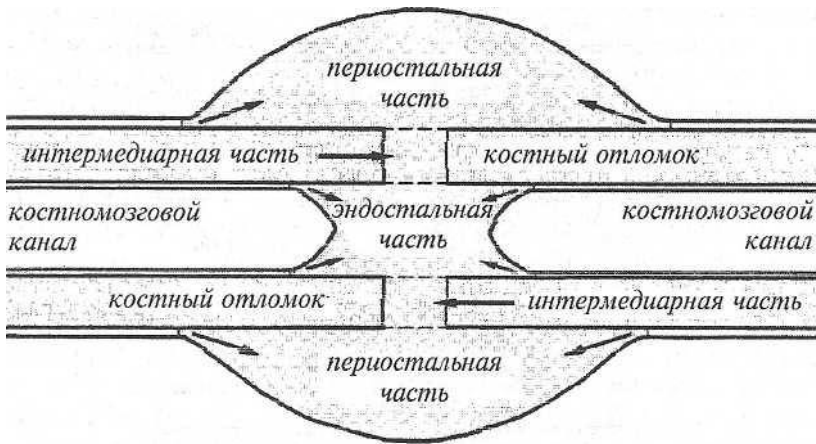 периостальная
часть
интермедиарная часть
костный отломок
костномозговой
канал
эндостальная
часть
костномозговой
канал
костный отломок
интермедиарная часть
периостальная
часть